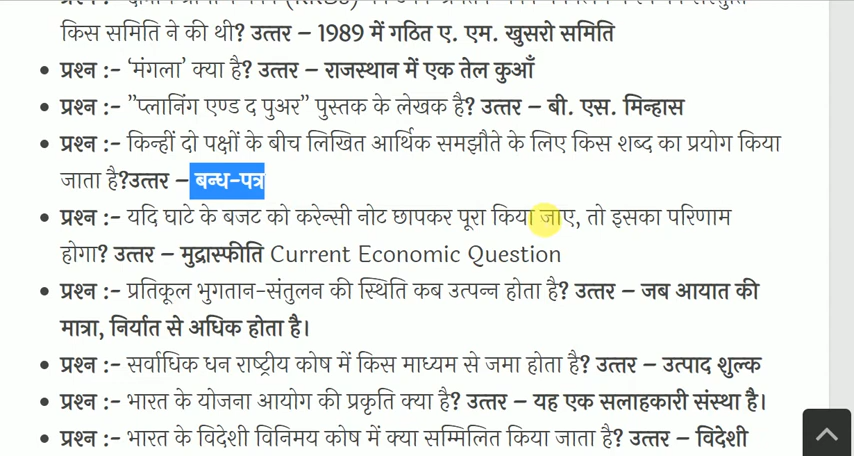 किस समिति ने की थी? उत्तर – 1989 में गठित ए. एम. खुसरो समिति
प्रश्न :- ‘मंगला’ क्या है? उत्तर – राजस्थान में एक तेल कुआँ
प्रश्न :- ”प्लानिंग एण्ड द पुअर” पुस्तक के लेखक है? उत्तर – बी. एस. मिन्हास
प्रश्न :- किन्हीं दो पक्षों के बीच लिखित आर्थिक समझौते के लिए किस शब्द का प्रयोग किया
जाता है?उत्तर – बन्ध-पत्र
प्रश्न :- यदि घाटे के बजट को करेन्सी नोट छापकर पूरा किया जाए, तो इसका परिणाम
होगा? उत्तर – मुद्रास्फीति Current Economic Question
प्रश्न :- प्रतिकूल भुगतान-संतुलन की स्थिति कब उत्पन्न होता है? उत्तर – जब आयात की
मात्रा, निर्यात से अधिक होता है।
प्रश्न :- सर्वाधिक धन राष्ट्रीय कोष में किस माध्यम से जमा होता है? उत्तर – उत्पाद शुल्क
प्रश्न :- भारत के योजना आयोग की प्रकृति क्या है? उत्तर – यह एक सलाहकारी संस्था है।
प्रश्न :- भारत के विदेशी विनिमय कोष में क्या सम्मिलित किया जाता है? उत्तर – विदेशी